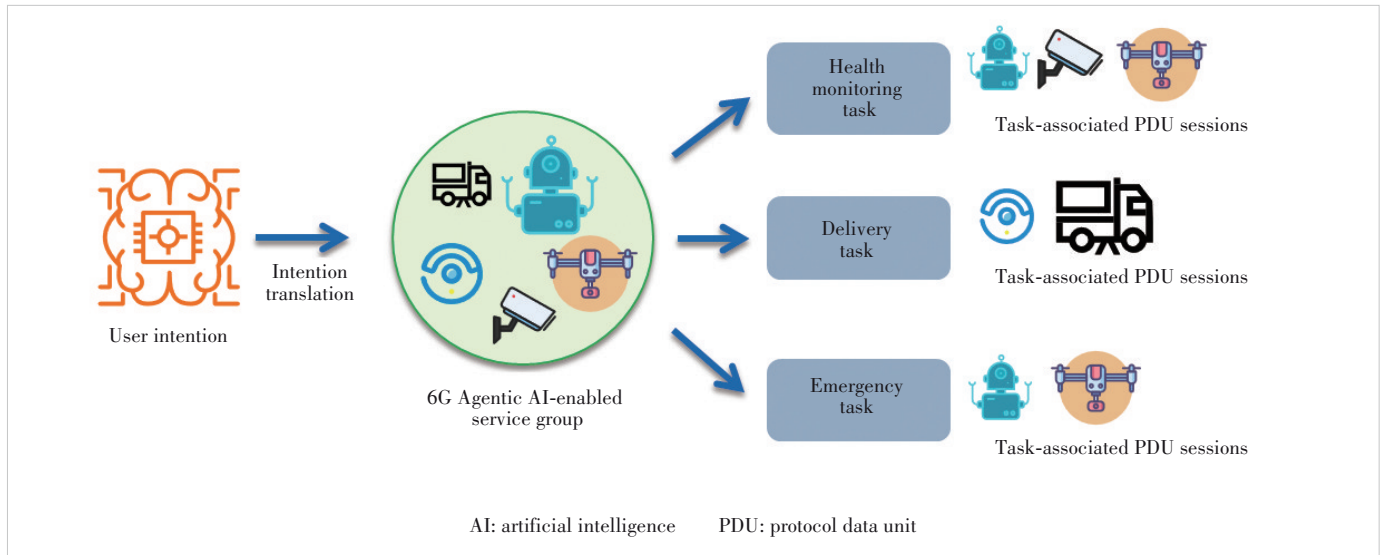 User intention
Intention
translation
6G Agentic AI-enabled
service group
Health
monitoring
task
Task-associated PDU sessions
Delivery
task
Task-associated PDU sessions
Emergency
task
Task-associated PDU sessions
AI: artificial intelligence PDU: protocol data unit